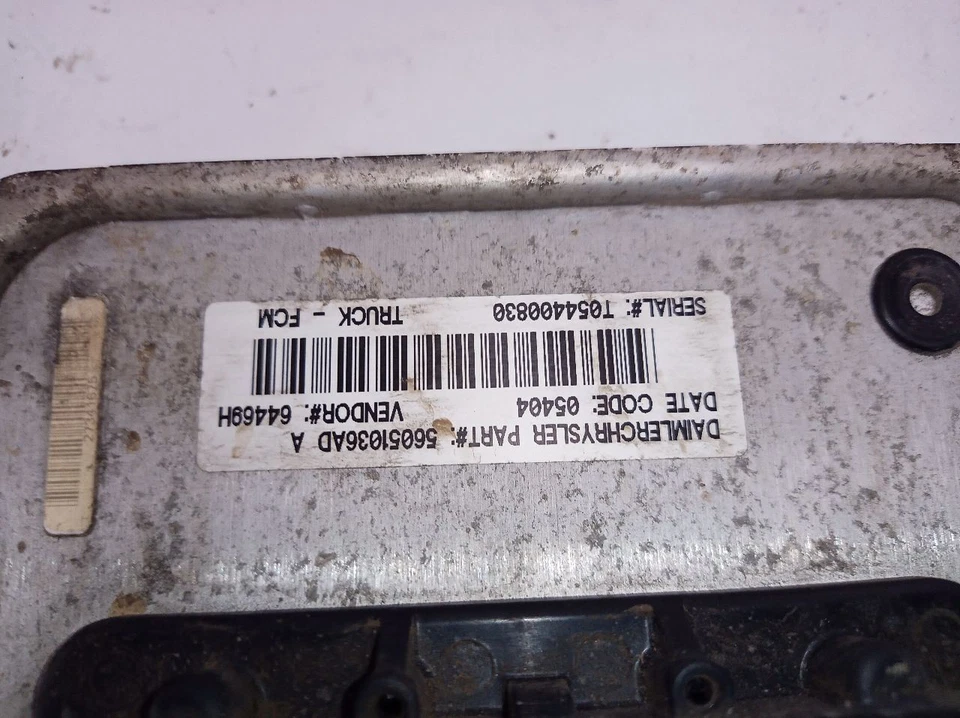 DAIMLERCHRYSLER PART#: 56051036AD A
DATE CODE: 05404 VENDOR#: 64469H
SERIAL#: T054400830 TRUCK - FCM